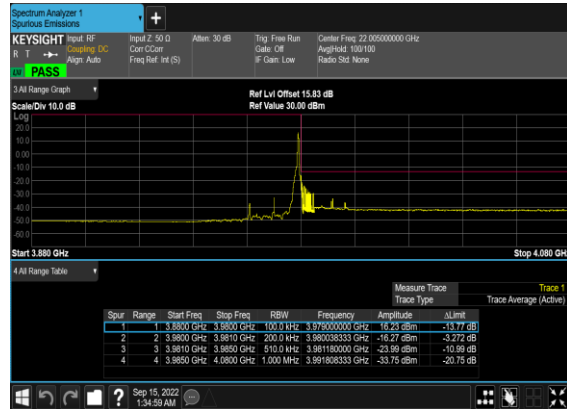 Spectrum Analyzer 1
Spurious Emissions
+
KEYSIGHT Input: RF Input Z: 50 Ω Atten: 30 dB Trig: Free Run Center Freq: 22.005000000 GHz
R T Coupling: DC Corr CCorr Gate: Off Avg|Hold: 100/100
Align: Auto Freq Ref: Int (S) IF Gain: Low Radio Std: None
PASS
3 All Range Graph
Ref Lvl Offset 15.83 dB
Scale/Div 10.0 dB Ref Value 30.00 dBm
Log
20.0
10.0
0.00
-10.0
-20.0
-30.0
-40.0
-50.0
-60.0
Start 3.880 GHz Stop 4.080 GHz
4 All Range Table
Measure Trace Trace 1
Trace Type Trace Average (Active)
Spur Range Start Freq Stop Freq RBW Frequency Amplitude ΔLimit
1 1 3.8800 GHz 3.9800 GHz 100.0 kHz 3.979000000 GHz 16.23 dBm -13.77 dB
2 2 3.9800 GHz 3.9810 GHz 200.0 kHz 3.980038333 GHz -16.27 dBm -3.272 dB
3 3 3.9810 GHz 3.9850 GHz 510.0 kHz 3.981180000 GHz -23.99 dBm -10.99 dB
4 4 3.9850 GHz 4.0800 GHz 1.000 MHz 3.991808333 GHz -33.75 dBm -20.75 dB
? Sep 15, 2022
1:34:59 AM